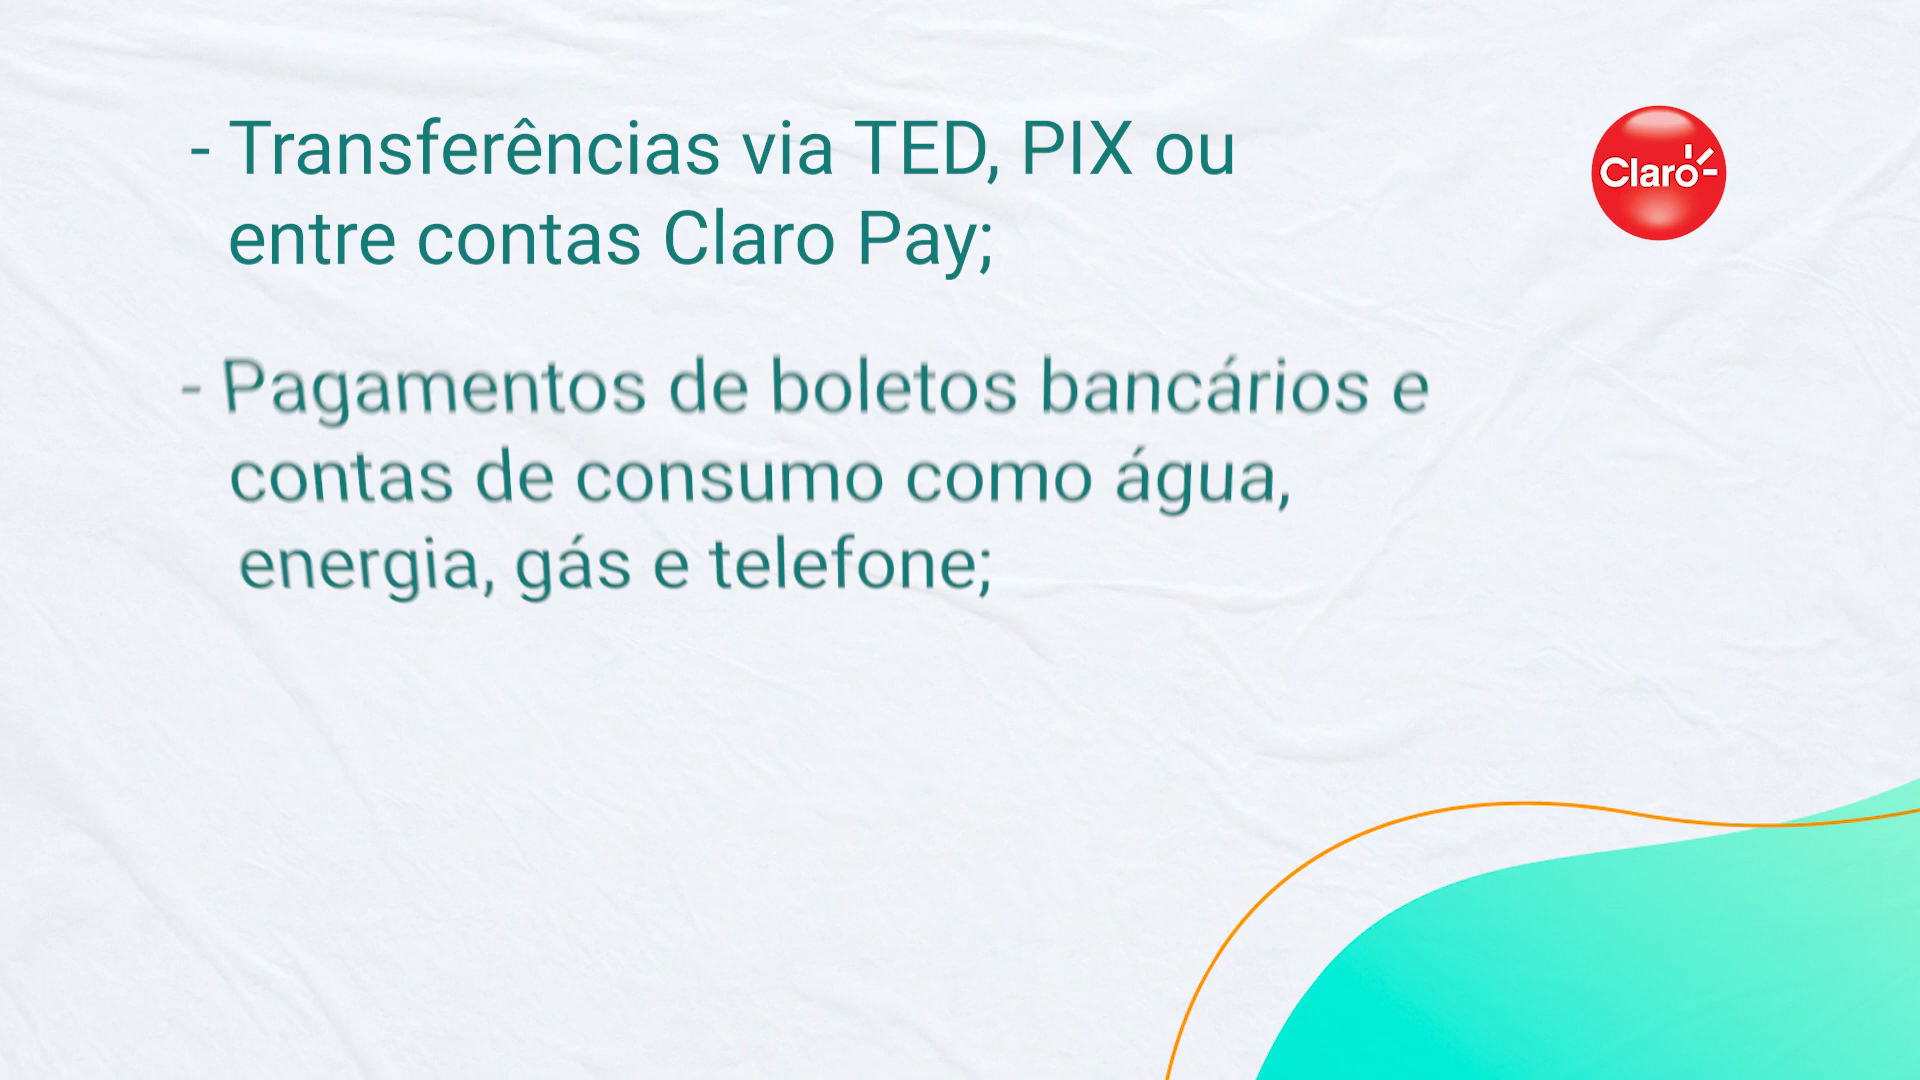 - Transferências via TED, PIX ou
entre contas Claro Pay;
Claro
- Pagamentos de boletos bancários e
contas de consumo como água,
energia, gás e telefone;